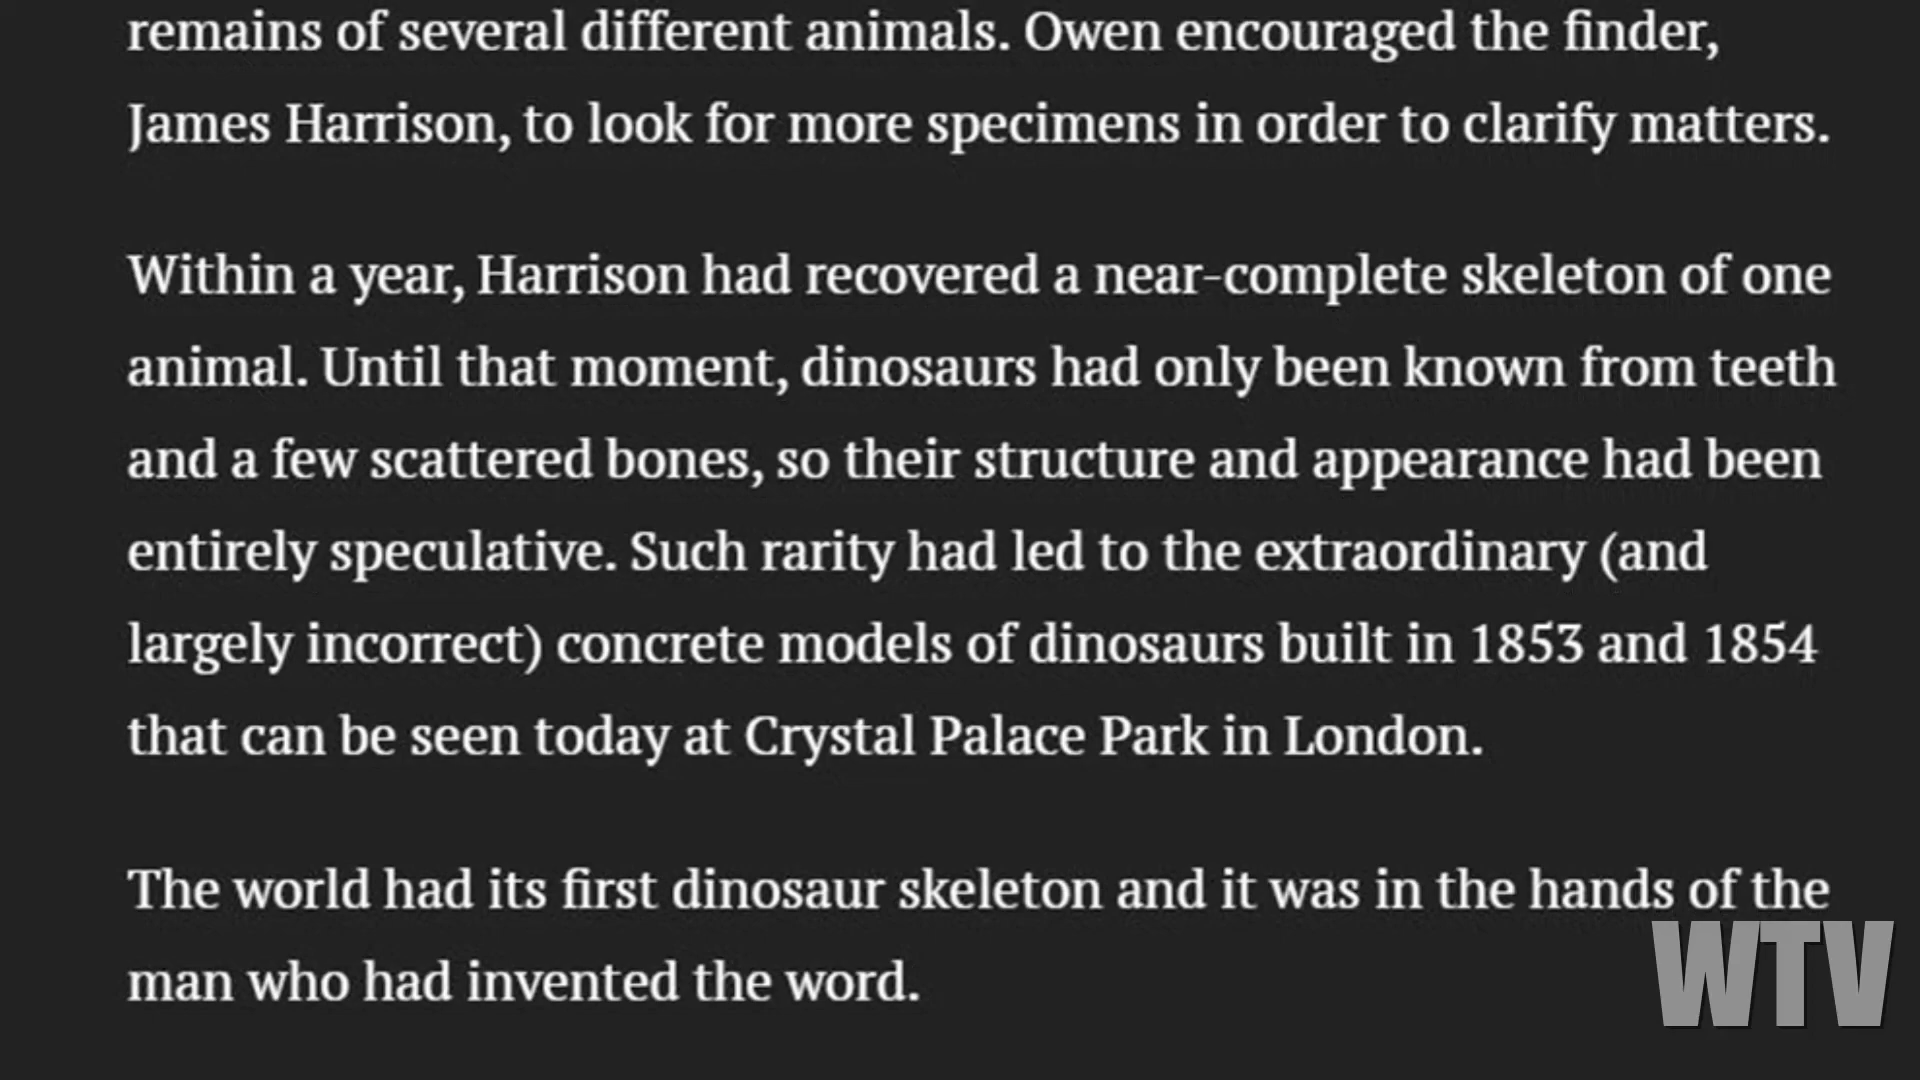 remains of several different animals. Owen encouraged the finder,
James Harrison, to look for more specimens in order to clarify matters.
Within a year, Harrison had recovered a near-complete skeleton of one
animal. Until that moment, dinosaurs had only been known from teeth
and a few scattered bones, so their structure and appearance had been
entirely speculative. Such rarity had led to the extraordinary (and
largely incorrect) concrete models of dinosaurs built in 1853 and 1854
that can be seen today at Crystal Palace Park in London.
The world had its first dinosaur skeleton and it was in the hands of the
man who had invented the word.
WTV